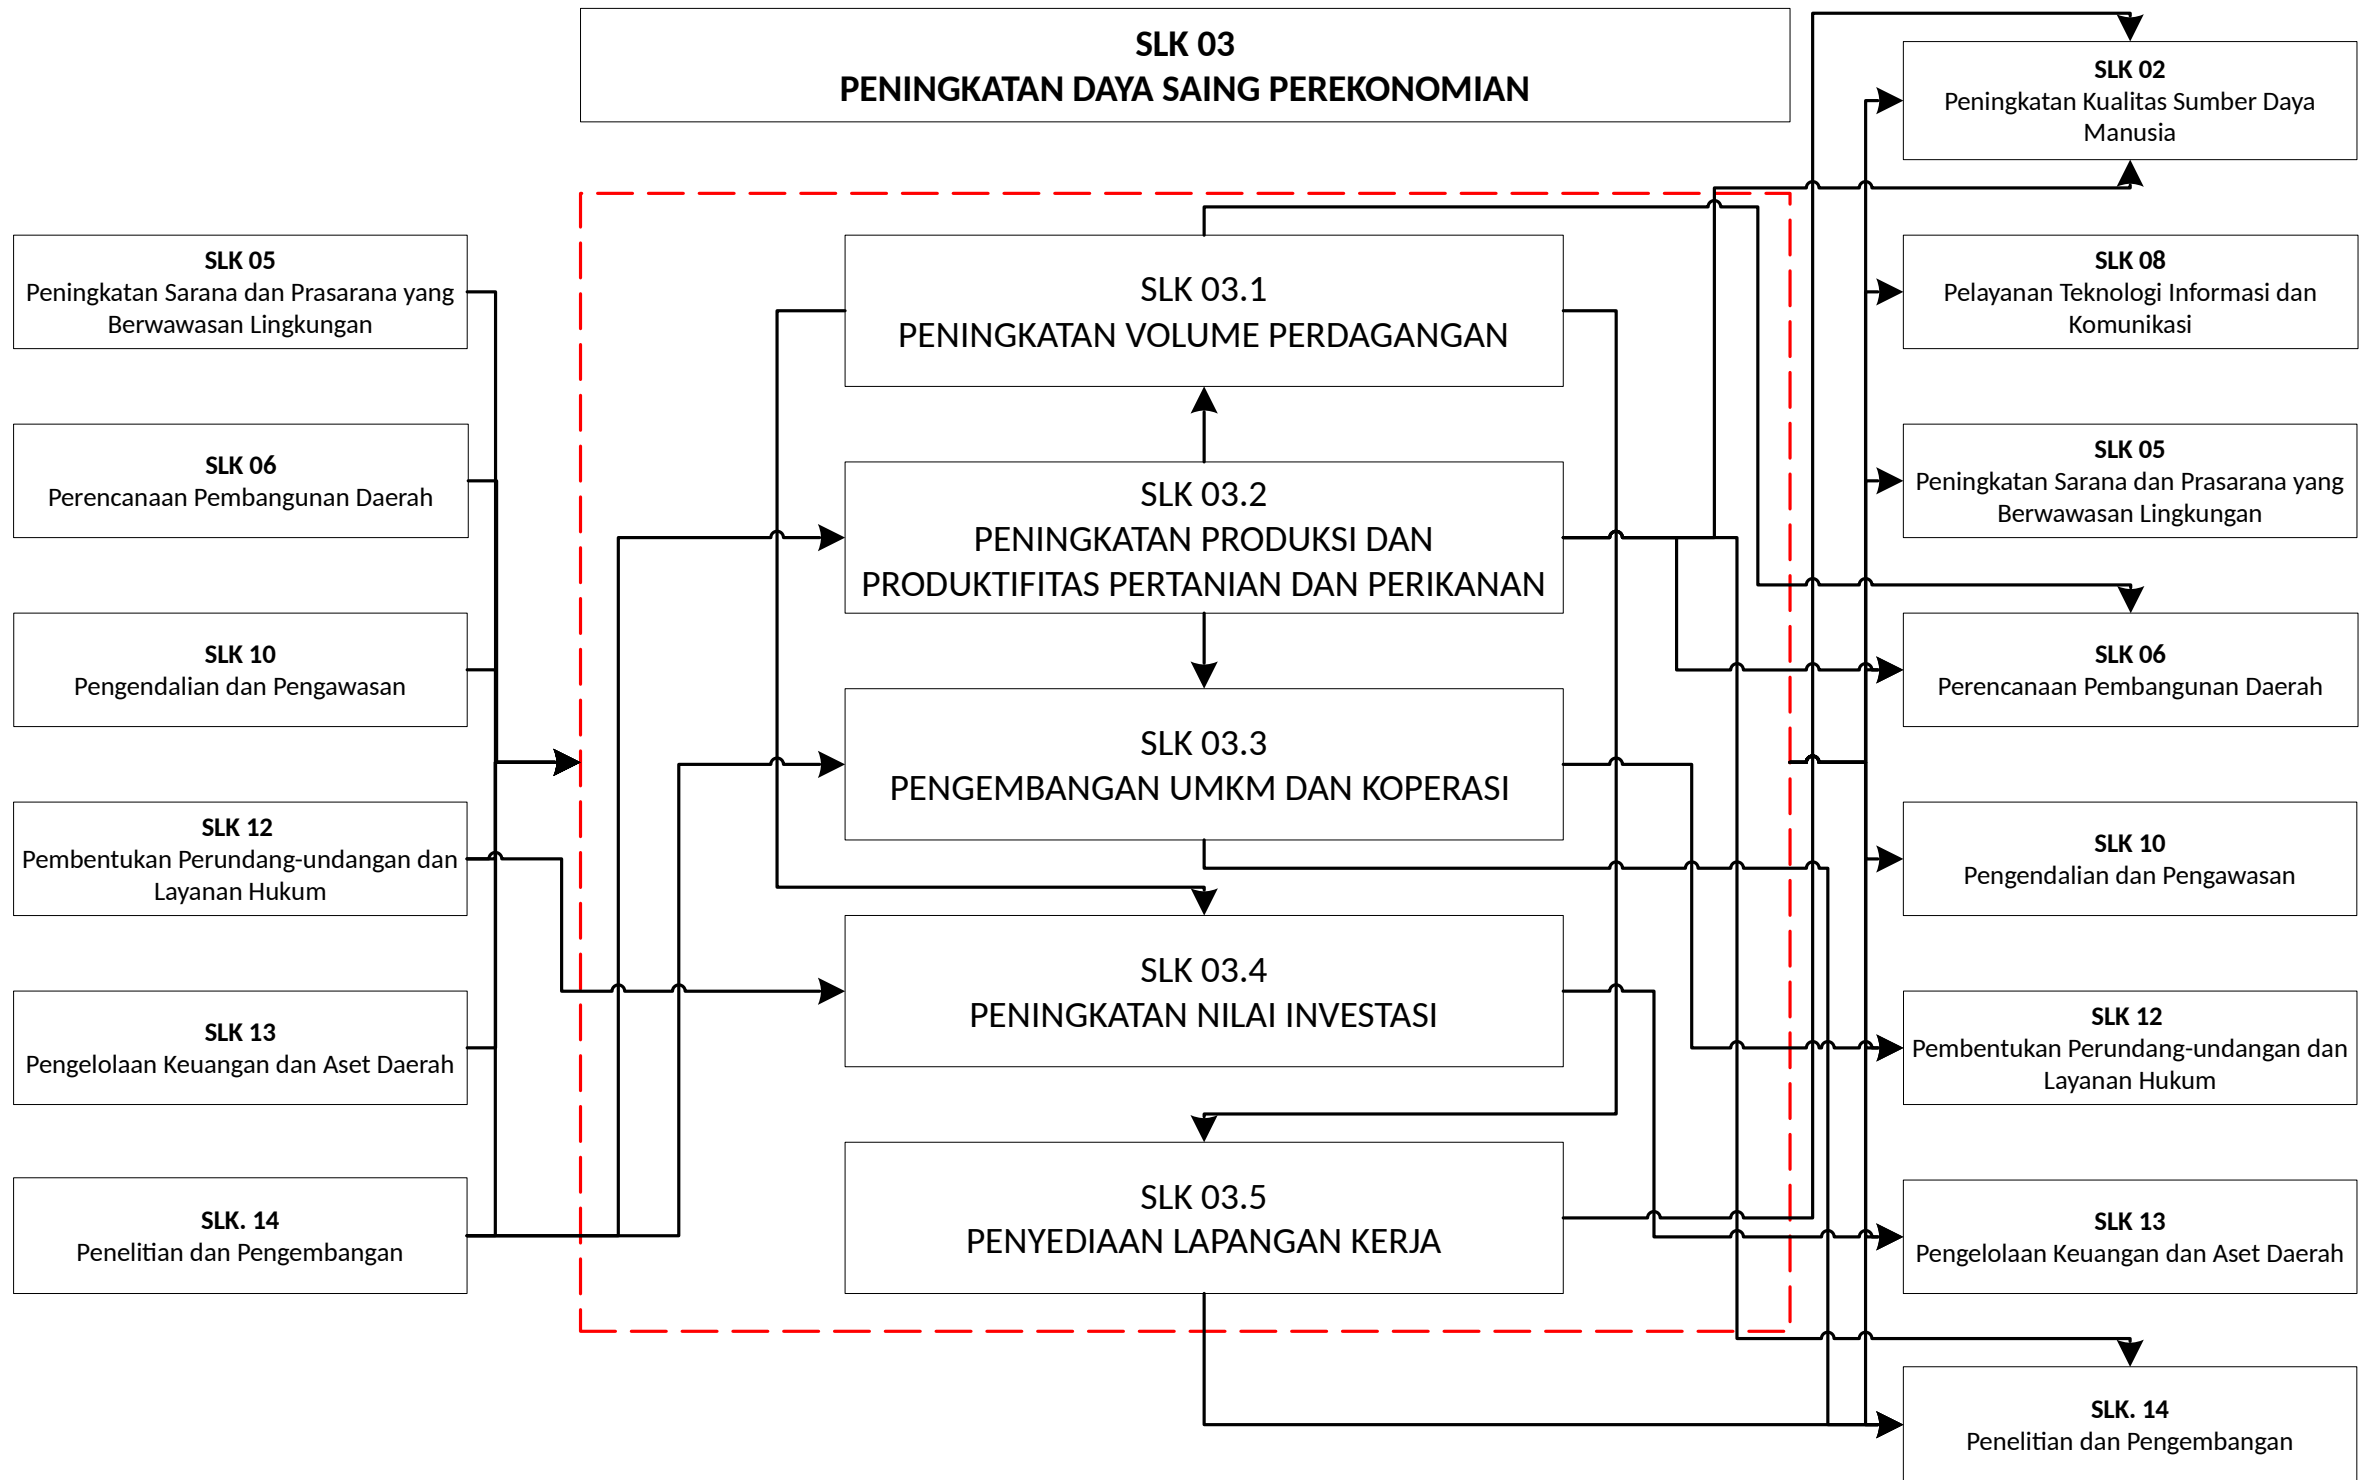 SLK 03
PENINGKATAN DAYA SAING PEREKONOMIAN
SLK 05
Peningkatan Sarana dan Prasarana yang
Berwawasan Lingkungan
SLK 06
Perencanaan Pembangunan Daerah
SLK 10
Pengendalian dan Pengawasan
SLK 12
Pembentukan Perundang-undangan dan
Layanan Hukum
SLK 13
Pengelolaan Keuangan dan Aset Daerah
SLK. 14
Penelitian dan Pengembangan
SLK 03.1
PENINGKATAN VOLUME PERDAGANGAN
SLK 03.2
PENINGKATAN PRODUKSI DAN
PRODUKTIFITAS PERTANIAN DAN PERIKANAN
SLK 03.3
PENGEMBANGAN UMKM DAN KOPERASI
SLK 03.4
PENINGKATAN NILAI INVESTASI
SLK 03.5
PENYEDIAAN LAPANGAN KERJA
SLK 02
Peningkatan Kualitas Sumber Daya
Manusia
SLK 08
Pelayanan Teknologi Informasi dan
Komunikasi
SLK 05
Peningkatan Sarana dan Prasarana yang
Berwawasan Lingkungan
SLK 06
Perencanaan Pembangunan Daerah
SLK 10
Pengendalian dan Pengawasan
SLK 12
Pembentukan Perundang-undangan dan
Layanan Hukum
SLK 13
Pengelolaan Keuangan dan Aset Daerah
SLK. 14
Penelitian dan Pengembangan